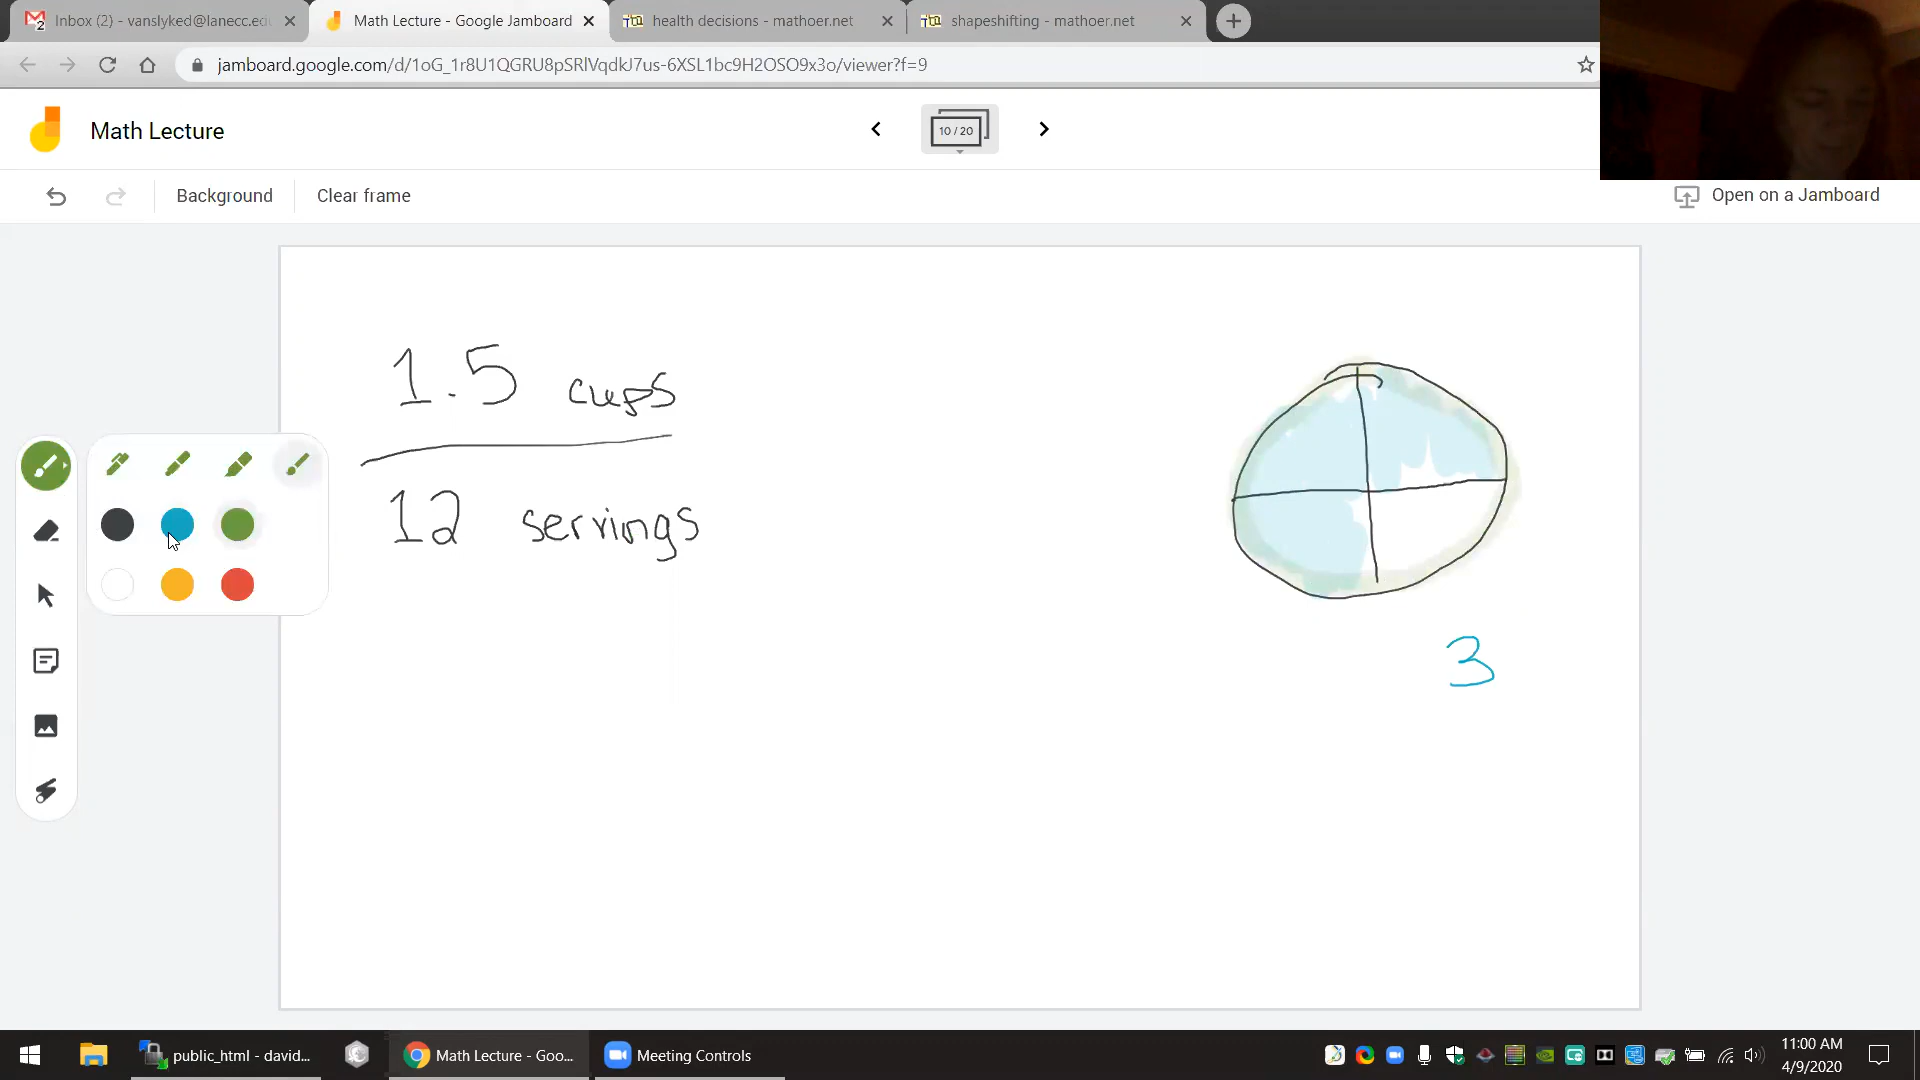 Inbox (2) - vanslyked@lanecc.ed
Math Lecture - Google Jamboard
health decisions - mathoer.net
shapeshifting - mathoer.net
jamboard.google.com/d/1oG_1r8U1QGRU8pSRlVqdkJ7us-6XSL1bc9H2OSO9x3o/viewer?f=9
Math Lecture
10 / 20
Background
Clear frame
Open on a Jamboard
1.5 cups
12 servings
3
public_html - david...
Math Lecture - Goo...
Meeting Controls
11:00 AM
4/9/2020